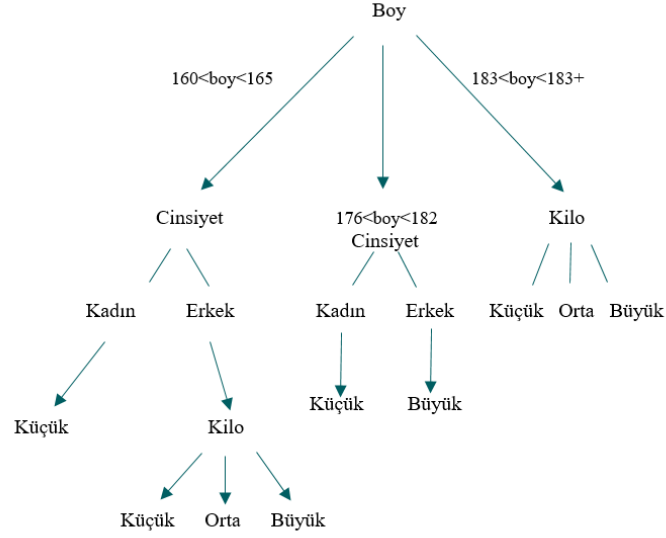 Boy
160<boy<165
183<boy<183+
Cinsiyet
176<boy<182
Cinsiyet
Kilo
Kadın
Erkek
Kadın
Erkek
Küçük
Orta
Büyük
Küçük
Kilo
Küçük
Büyük
Küçük
Orta
Büyük